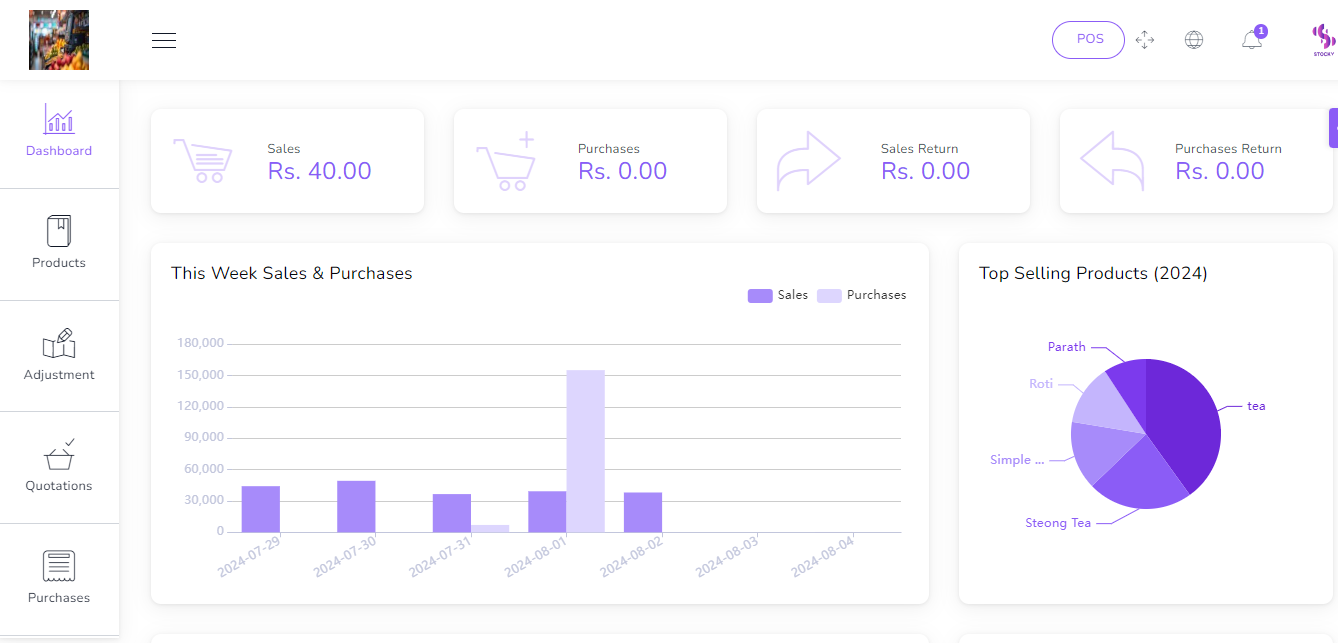 POS
1
STOCKY
Dashboard
Products
Adjustment
Quotations
Purchases
Sales
Rs. 40.00
Purchases
Rs. 0.00
Sales Return
Rs. 0.00
Purchases Return
Rs. 0.00
This Week Sales & Purchases
Sales Purchases
180,000
150,000
120,000
90,000
60,000
30,000
0
2024-07-29 2024-07-30 2024-07-31 2024-08-01 2024-08-02 2024-08-03 2024-08-04
Top Selling Products (2024)
Parath
Roti
tea
Simple ...
Steong Tea